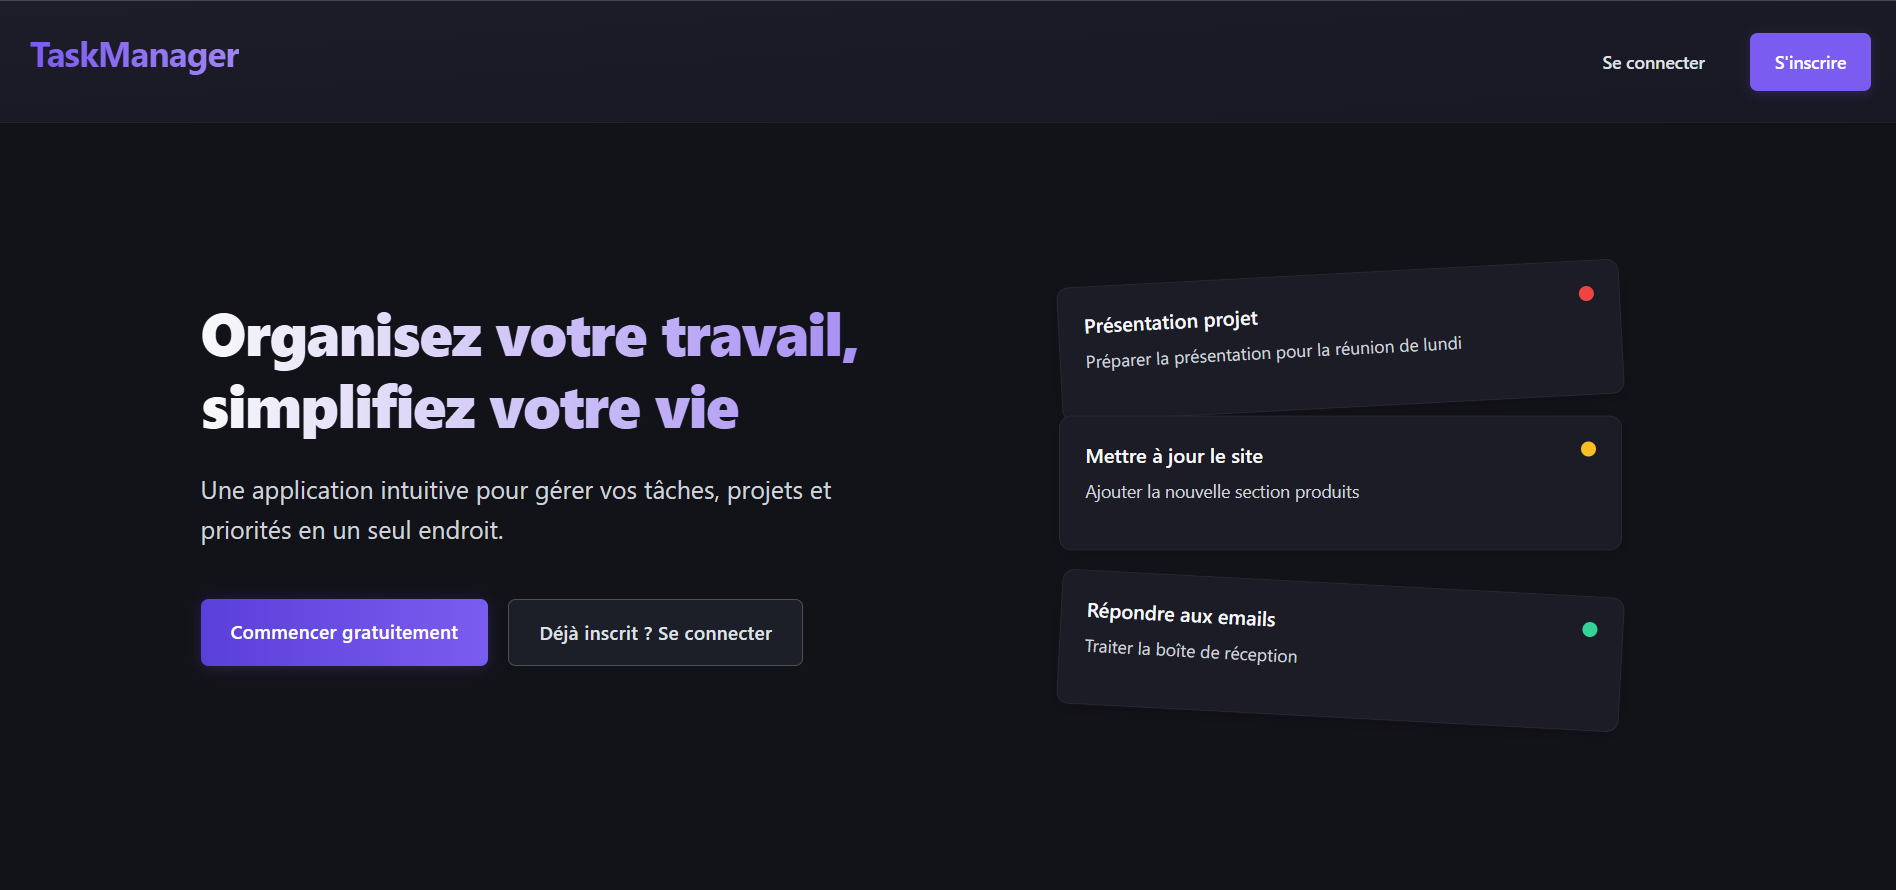 TaskManager
Se connecter
S'inscrire
Organisez votre travail,
simplifiez votre vie
Une application intuitive pour gérer vos tâches, projets et
priorités en un seul endroit.
Commencer gratuitement
Déjà inscrit ? Se connecter
Présentation projet
Préparer la présentation pour la réunion de lundi
Mettre à jour le site
Ajouter la nouvelle section produits
Répondre aux emails
Traiter la boîte de réception